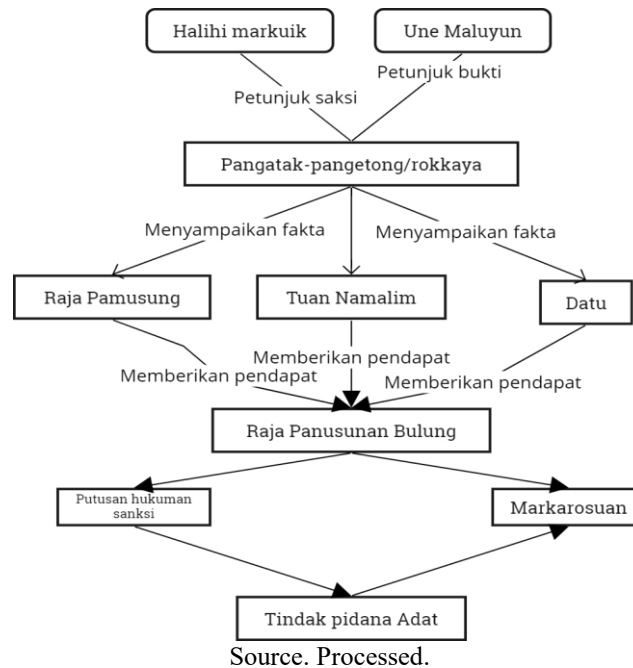 Halihi markuik
Une Maluyun
Petunjuk saksi
Petunjuk bukti
Pangatak-pangetong/rokkaya
Menyampaikan fakta
Menyampaikan fakta
Raja Pamusung
Tuan Namalim
Datu
Memberikan pendapat
Memberikan pendapat
Memberikan pendapat
Raja Panusunan Bulung
Putusan hukuman
sanksi
Markarosuan
Tindak pidana Adat
Source. Processed.